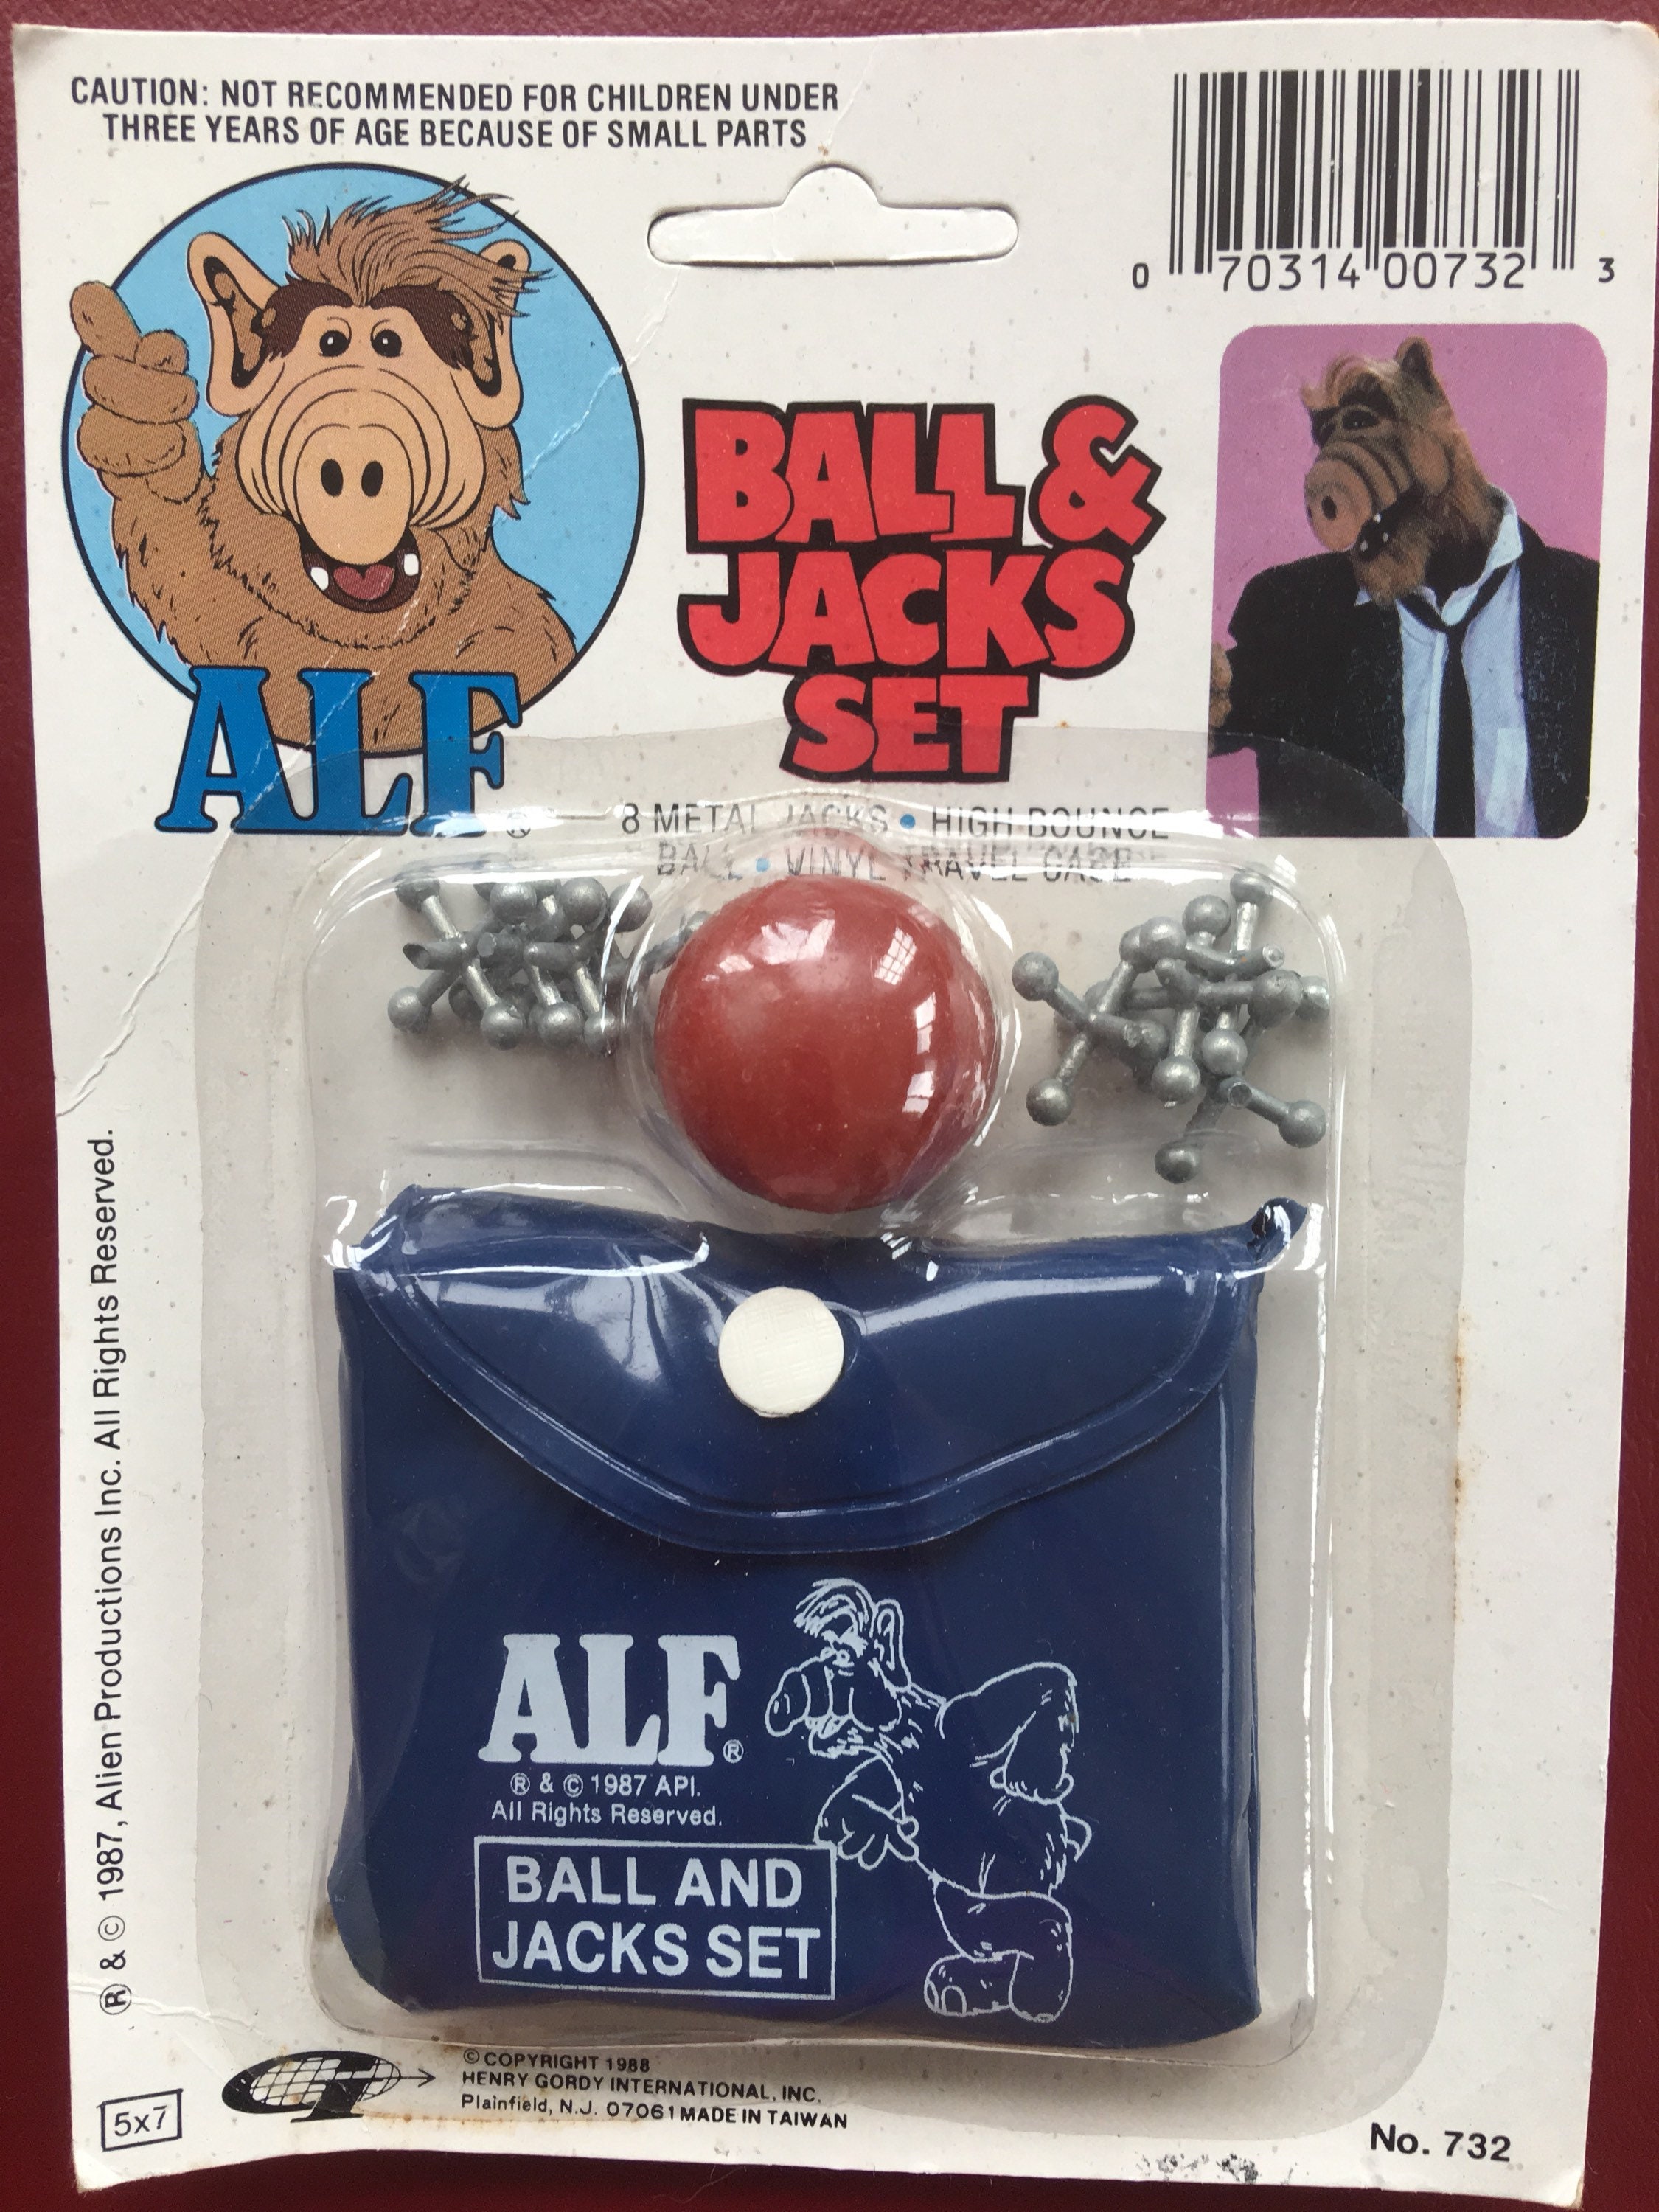 CAUTION: NOT RECOMMENDED FOR CHILDREN UNDER
THREE YEARS OF AGE BECAUSE OF SMALL PARTS
0 70314 00732 3
ALF®
BALL &
JACKS
SET
8 METAL JACKS • HIGH BOUNCE
BALL • VINYL TRAVEL CASE
® & © 1987, Alien Productions Inc. All Rights Reserved.
ALF®
® & © 1987 API.
All Rights Reserved.
BALL AND
JACKS SET
5x7
© COPYRIGHT 1988
HENRY GORDY INTERNATIONAL, INC.
Plainfield, N.J. 07061 MADE IN TAIWAN
No. 732